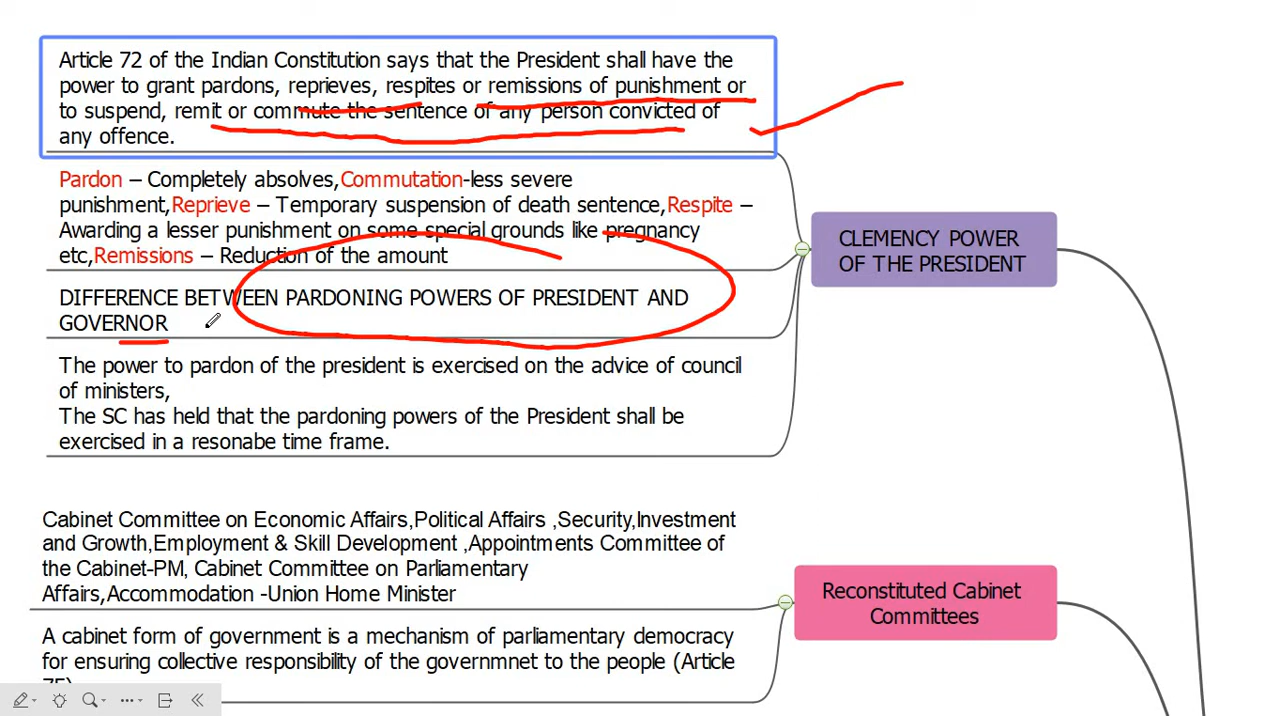 Article 72 of the Indian Constitution says that the President shall have the
power to grant pardons, reprieves, respites or remissions of punishment or
to suspend, remit or commute the sentence of any person convicted of
any offence.
Pardon – Completely absolves,Commutation-less severe
punishment,Reprieve – Temporary suspension of death sentence,Respite –
Awarding a lesser punishment on some special grounds like pregnancy
etc,Remissions – Reduction of the amount
DIFFERENCE BETWEEN PARDONING POWERS OF PRESIDENT AND
GOVERNOR
The power to pardon of the president is exercised on the advice of council
of ministers,
The SC has held that the pardoning powers of the President shall be
exercised in a resonabe time frame.
CLEMENCY POWER
OF THE PRESIDENT
Cabinet Committee on Economic Affairs,Political Affairs ,Security,Investment
and Growth,Employment & Skill Development ,Appointments Committee of
the Cabinet-PM, Cabinet Committee on Parliamentary
Affairs,Accommodation -Union Home Minister
A cabinet form of government is a mechanism of parliamentary democracy
for ensuring collective responsibility of the governmnet to the people (Article
Reconstituted Cabinet
Committees